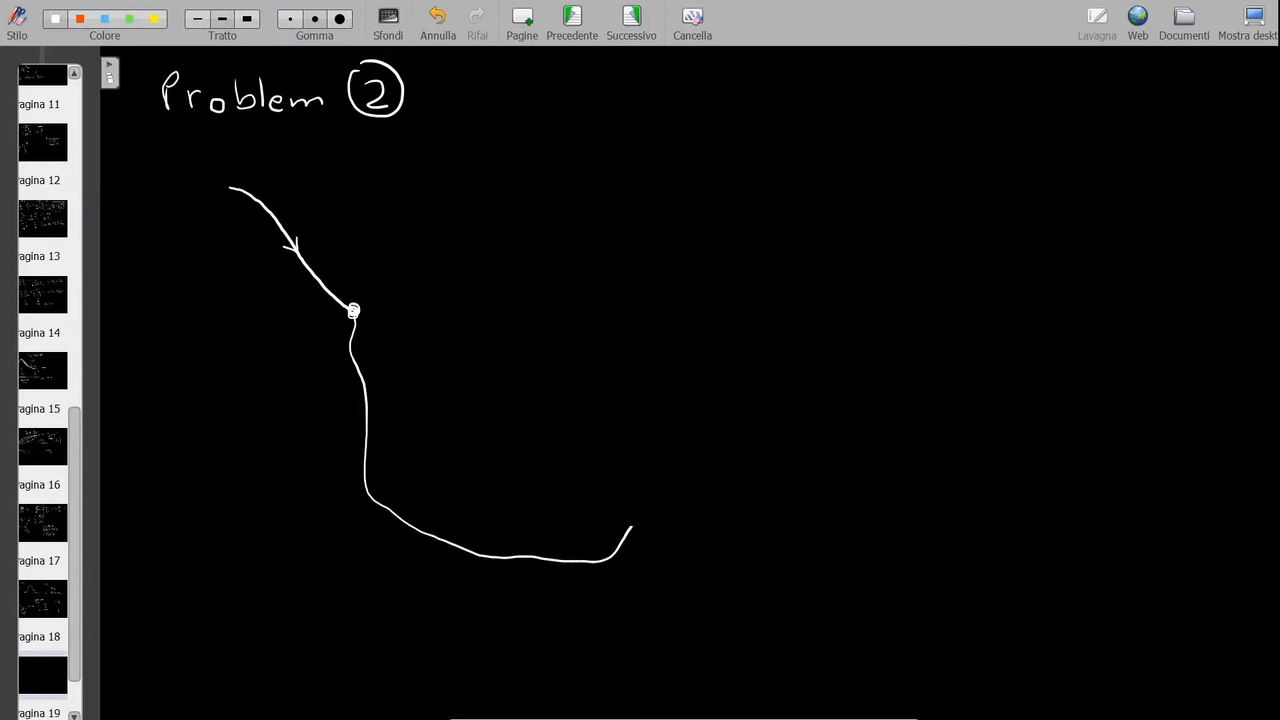 Stilo Colore Tratto Gomma Sfondi Annulla Rifai Pagine Precedente Successivo Cancella Lavagna Web Documenti Mostra deskt
Problem 2
agina 11
agina 12
agina 13
agina 14
agina 15
agina 16
agina 17
agina 18
agina 19